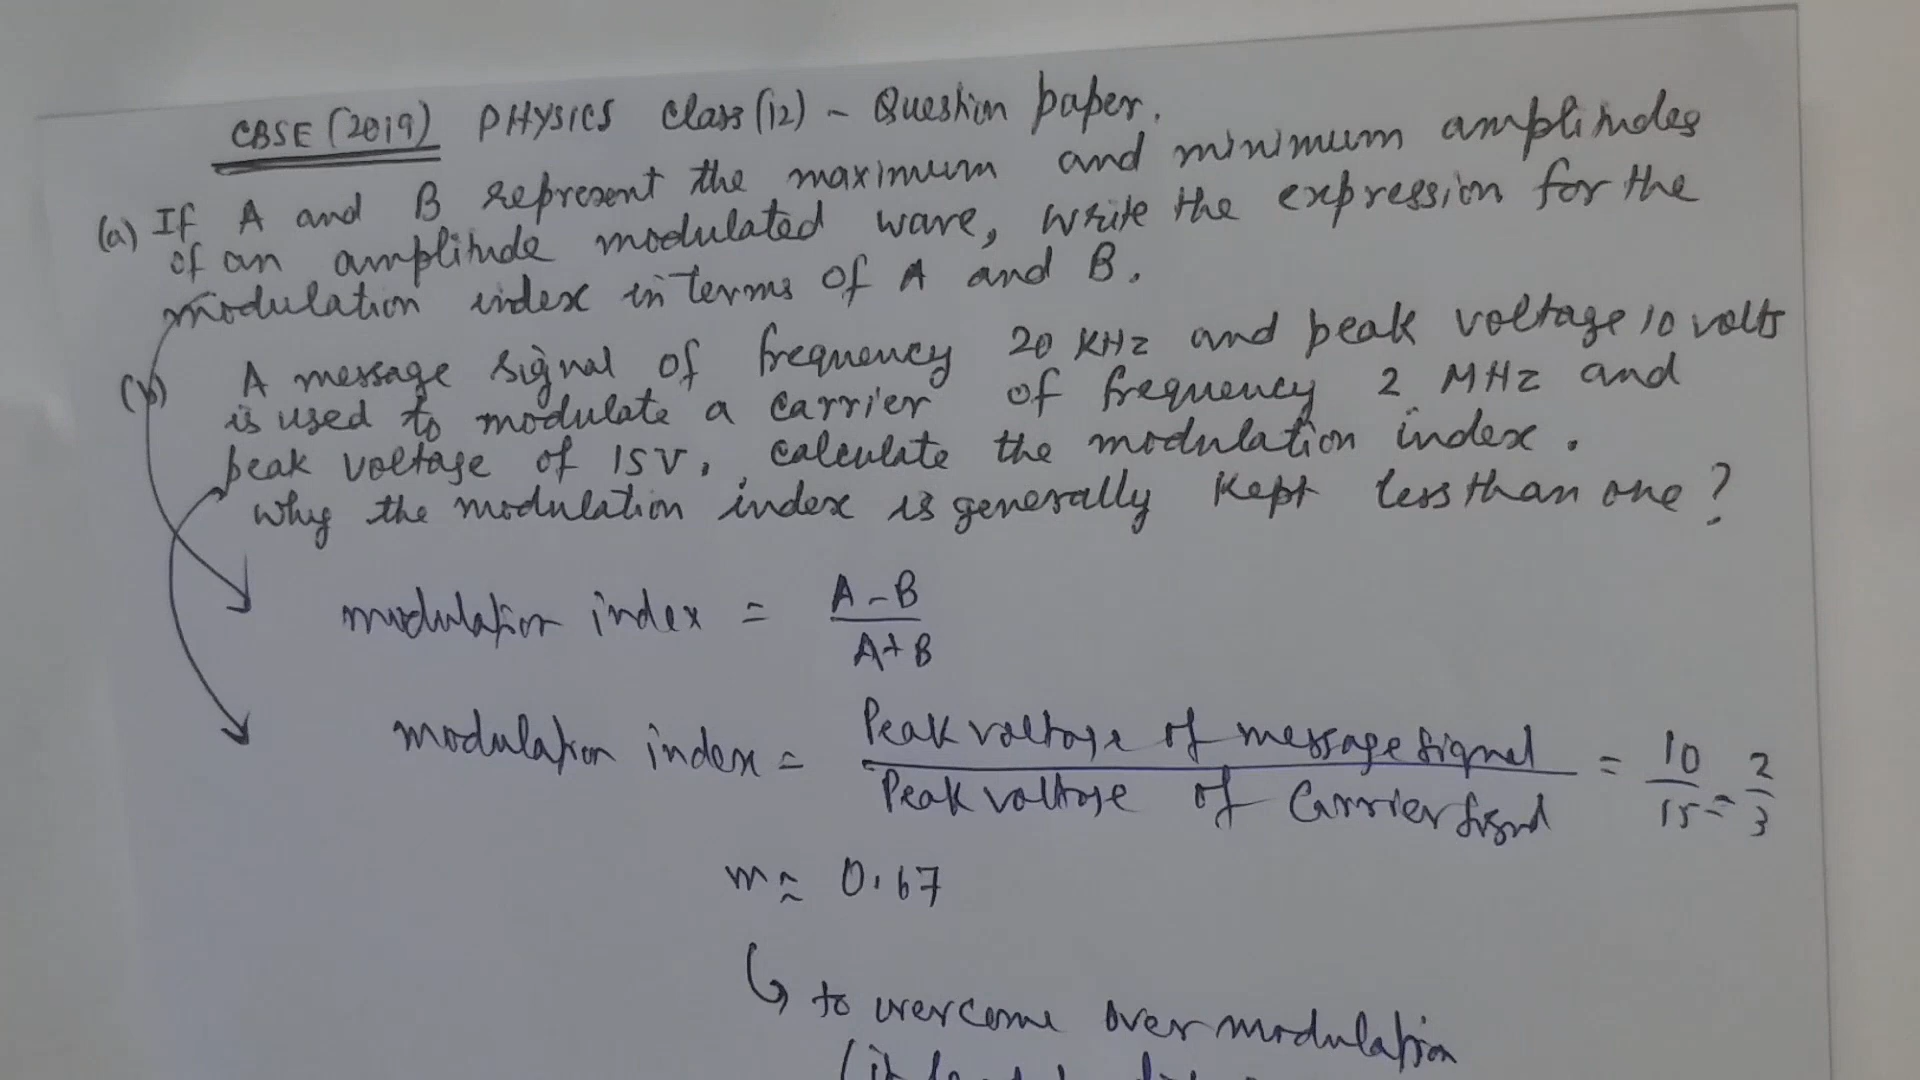 CBSE (2019) PHYSICS class (12) - Question paper.
(a) If A and B represent the maximum and minimum amplitudes
of an amplitude modulated wave, write the expression for the
modulation index in terms of A and B.
(b) A message signal of frequency 20 KHz and peak voltage 10 volts
is used to modulate a carrier of frequency 2 MHz and
peak voltage of 15V. calculate the modulation index.
Why the modulation index is generally kept less than one?
modulation index = A-B
A+B
modulation index = Peak voltage of message signal = 10 = 2
Peak voltage of Carrier signal 15 3
m ≈ 0.67
↳ to overcome over modulation